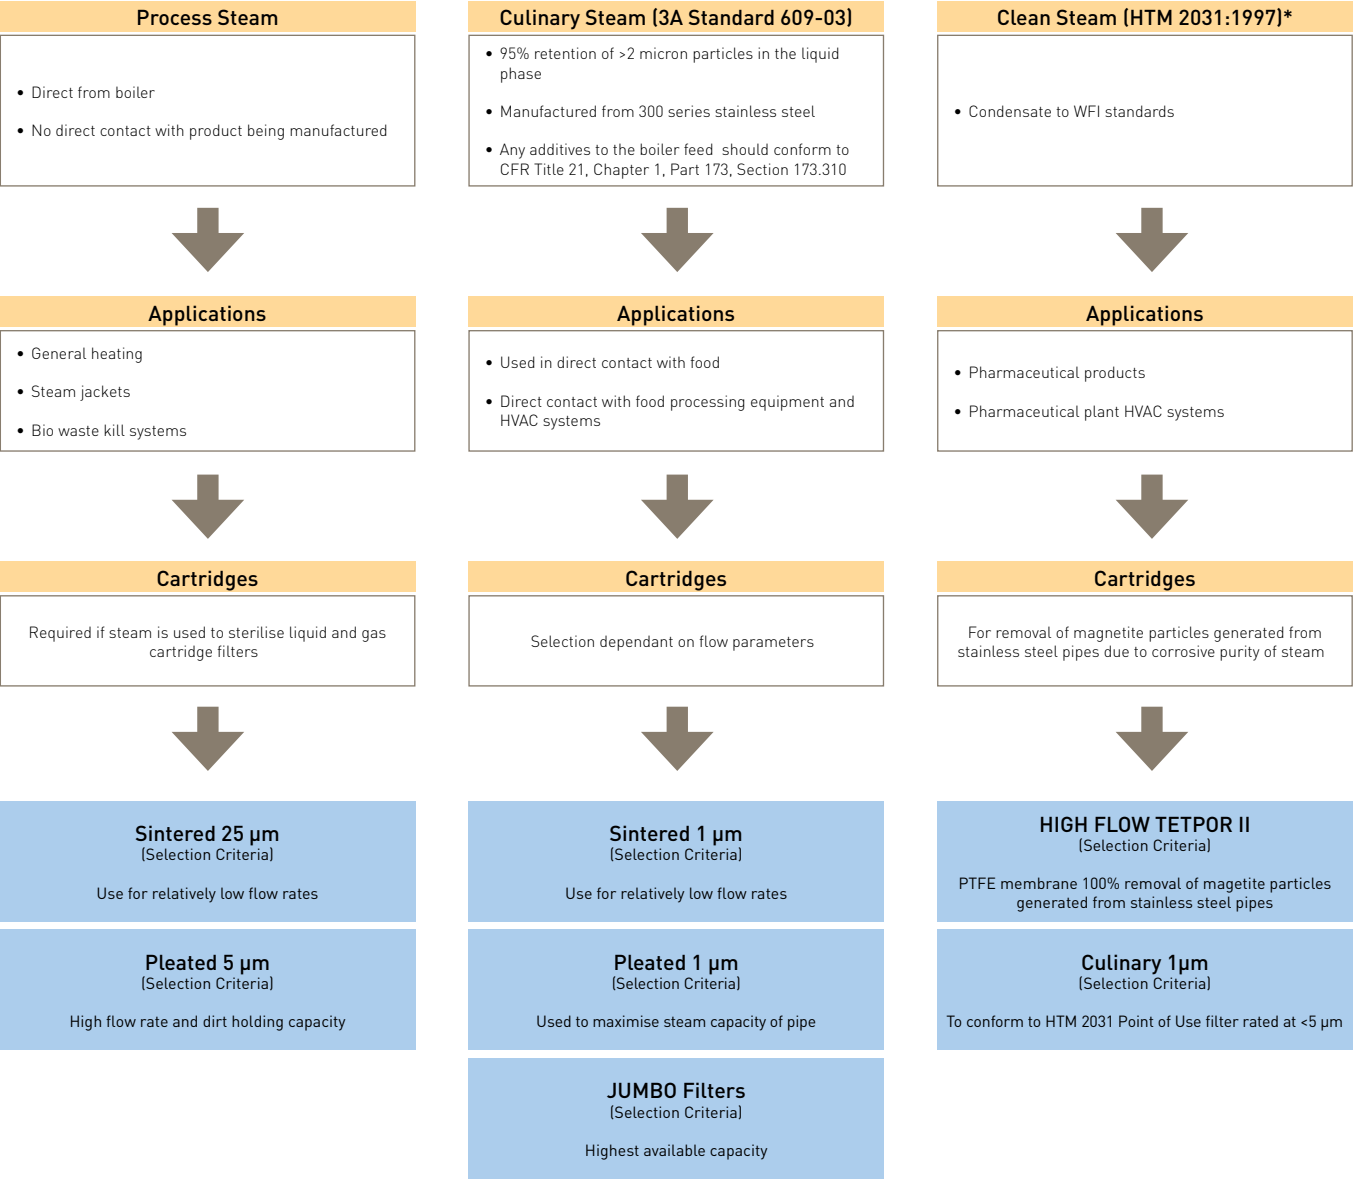 Process Steam
• Direct from boiler
• No direct contact with product being manufactured
Applications
• General heating
• Steam jackets
• Bio waste kill systems
Cartridges
Required if steam is used to sterilise liquid and gas
cartridge filters
Sintered 25 µm
(Selection Criteria)
Use for relatively low flow rates
Pleated 5 µm
(Selection Criteria)
High flow rate and dirt holding capacity
Culinary Steam (3A Standard 609-03)
• 95% retention of >2 micron particles in the liquid
phase
• Manufactured from 300 series stainless steel
• Any additives to the boiler feed should conform to
CFR Title 21, Chapter 1, Part 173, Section 173.310
Applications
• Used in direct contact with food
• Direct contact with food processing equipment and
HVAC systems
Cartridges
Selection dependant on flow parameters
Sintered 1 µm
(Selection Criteria)
Use for relatively low flow rates
Pleated 1 µm
(Selection Criteria)
Used to maximise steam capacity of pipe
JUMBO Filters
(Selection Criteria)
Highest available capacity
Clean Steam (HTM 2031:1997)*
• Condensate to WFI standards
Applications
• Pharmaceutical products
• Pharmaceutical plant HVAC systems
Cartridges
For removal of magnetite particles generated from
stainless steel pipes due to corrosive purity of steam
HIGH FLOW TETPOR II
(Selection Criteria)
PTFE membrane 100% removal of magetite particles
generated from stainless steel pipes
Culinary 1µm
(Selection Criteria)
To conform to HTM 2031 Point of Use filter rated at <5 µm